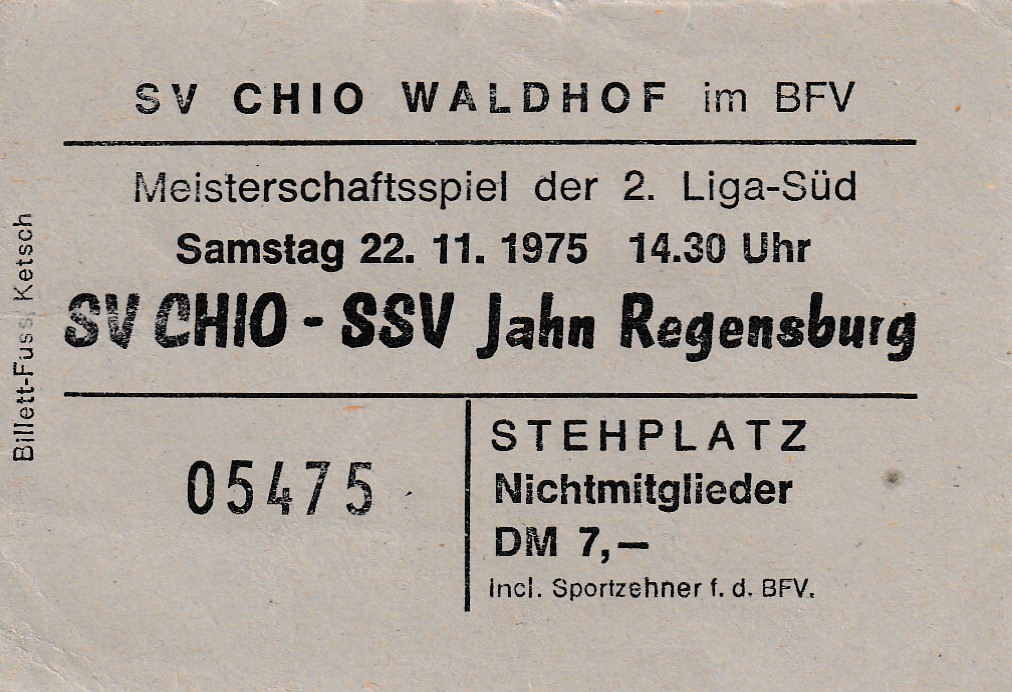 SV CHIO WALDHOF im BFV
Meisterschaftsspiel der 2. Liga-Süd
Samstag 22. 11. 1975 14.30 Uhr
SV CHIO - SSV Jahn Regensburg
Billett-Fuss, Ketsch
05475
STEHPLATZ
Nichtmitglieder
DM 7,—
Incl. Sportzehner f. d. BFV.